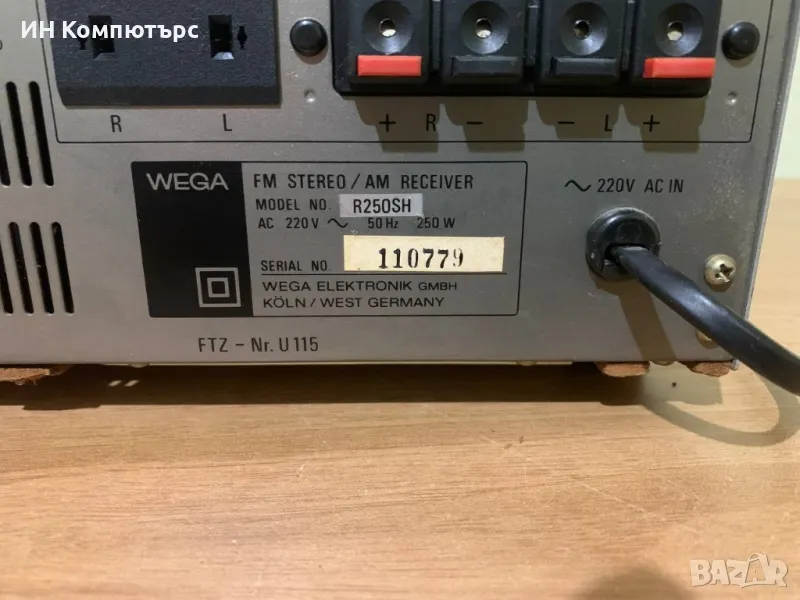 ИН Компютърс
R L
+ R − − L +
WEGA
FM STEREO / AM RECEIVER
MODEL NO. R250SH
AC 220 V ~ 50 Hz 250 W
SERIAL NO. 110779
WEGA ELEKTRONIK GMBH
KÖLN / WEST GERMANY
~ 220V AC IN
FTZ – Nr. U 115
BAZAR